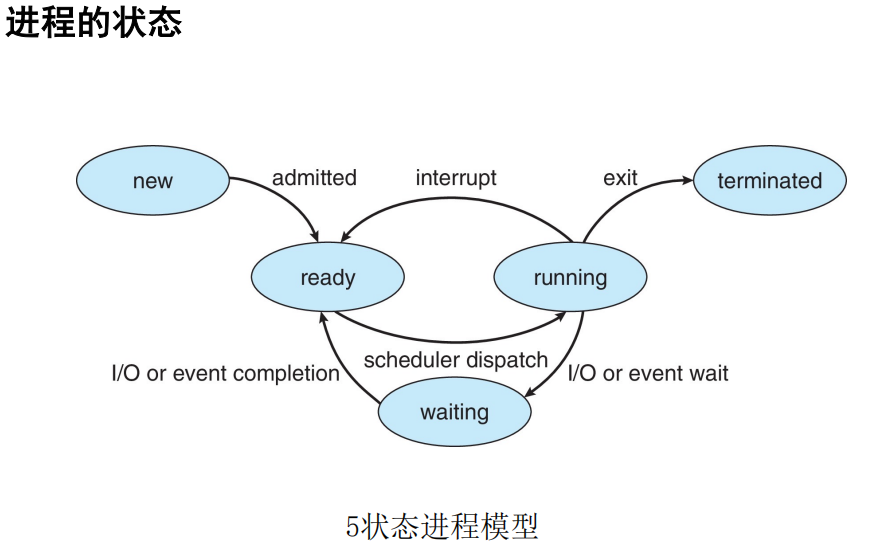 进程的状态
new
admitted
interrupt
exit
terminated
ready
running
scheduler dispatch
I/O or event completion
I/O or event wait
waiting
5状态进程模型